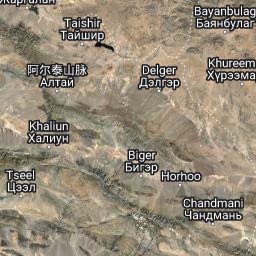 Жаргалан
Taishir
Тайшир
Bayanbulag
Баянбулаг
阿尔泰山脉
Алтай
Delger
Дэлгэр
Khureem
Хүрээма
Khaliun
Халиун
Biger
Бигэр
Tseel
Цээл
Horhoo
Chandmani
Чандмань